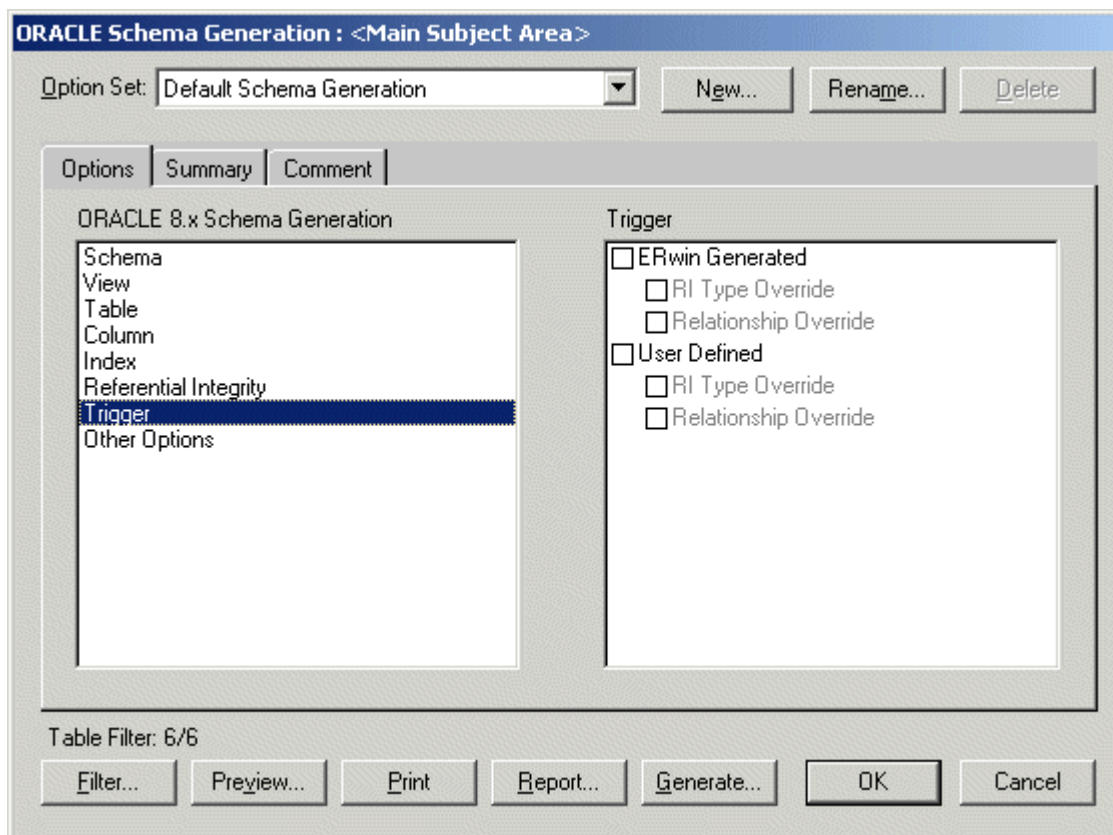 ORACLE Schema Generation : <Main Subject Area>
Option Set: Default Schema Generation New... Rename... Delete
Options Summary Comment
ORACLE 8.x Schema Generation
Schema
View
Table
Column
Index
Referential Integrity
Trigger
Other Options
Trigger
ERwin Generated
RI Type Override
Relationship Override
User Defined
RI Type Override
Relationship Override
Table Filter: 6/6
Filter... Preview... Print Report... Generate... OK Cancel